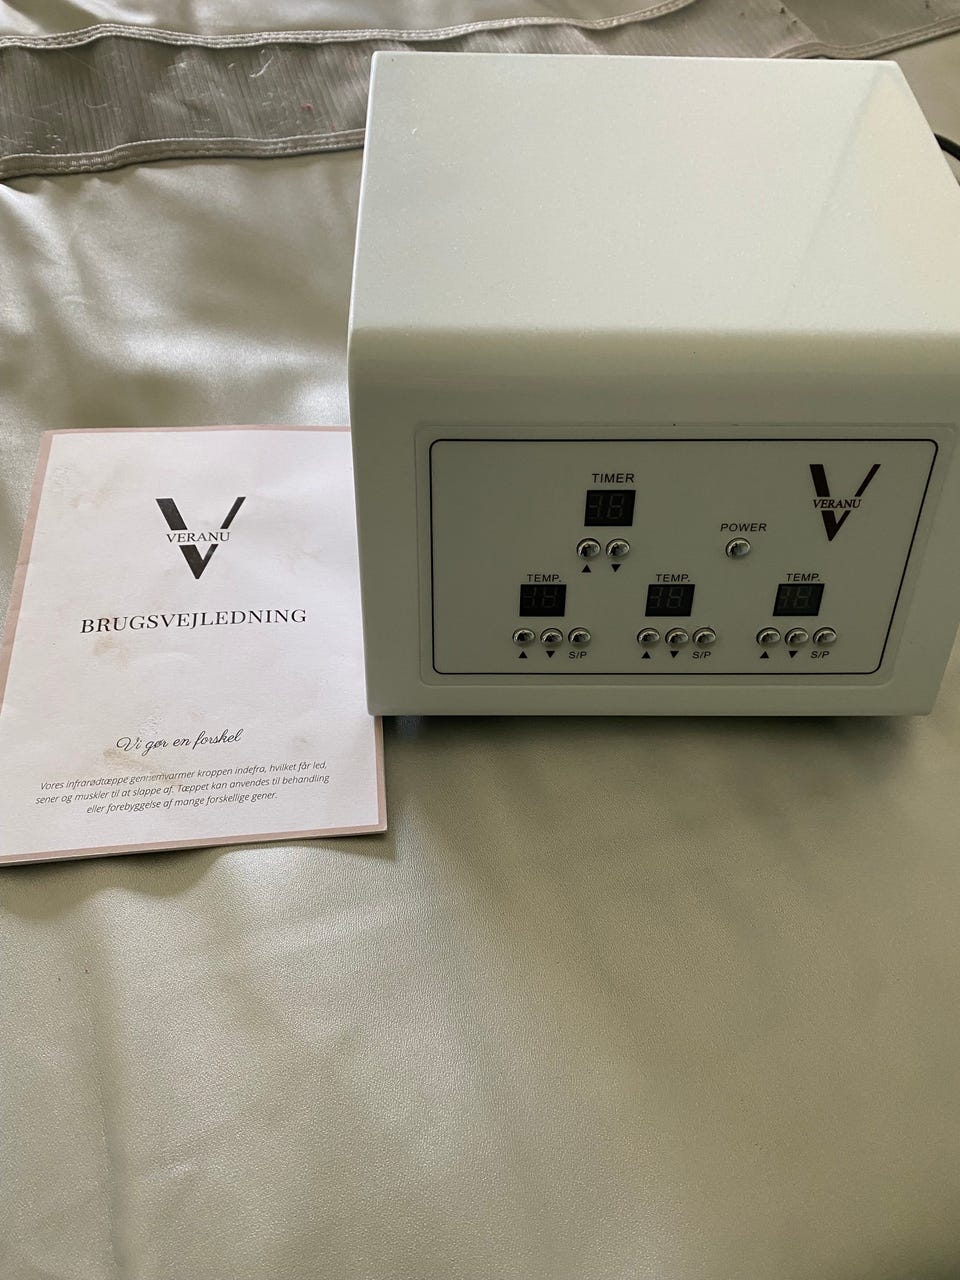 VERANU
BRUGSVEJLEDNING
Vi gør en forskel
Vores infrarødtæppe gennemvarmer kroppen indefra, hvilket får led,
sener og muskler til at slappe af. Tæppet kan anvendes til behandling
eller forebyggelse af mange forskellige gener.
TIMER
VERANU
POWER
▲ ▼
TEMP. TEMP. TEMP.
▲ ▼ S/P ▲ ▼ S/P ▲ ▼ S/P